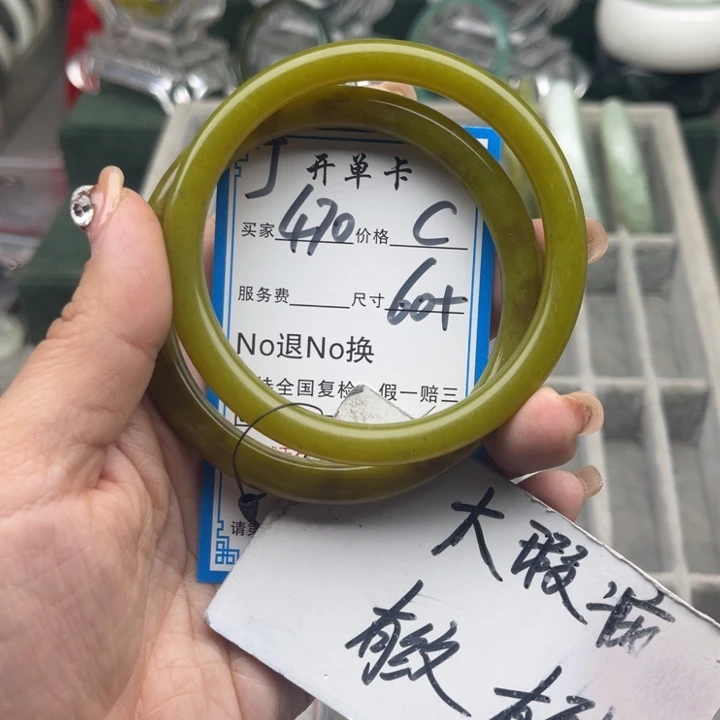 J 开单卡
买家 470 价格 C
服务费 尺寸 60+
No退No换
持全国复检 假一赔三
请
大瑕疵
有纹